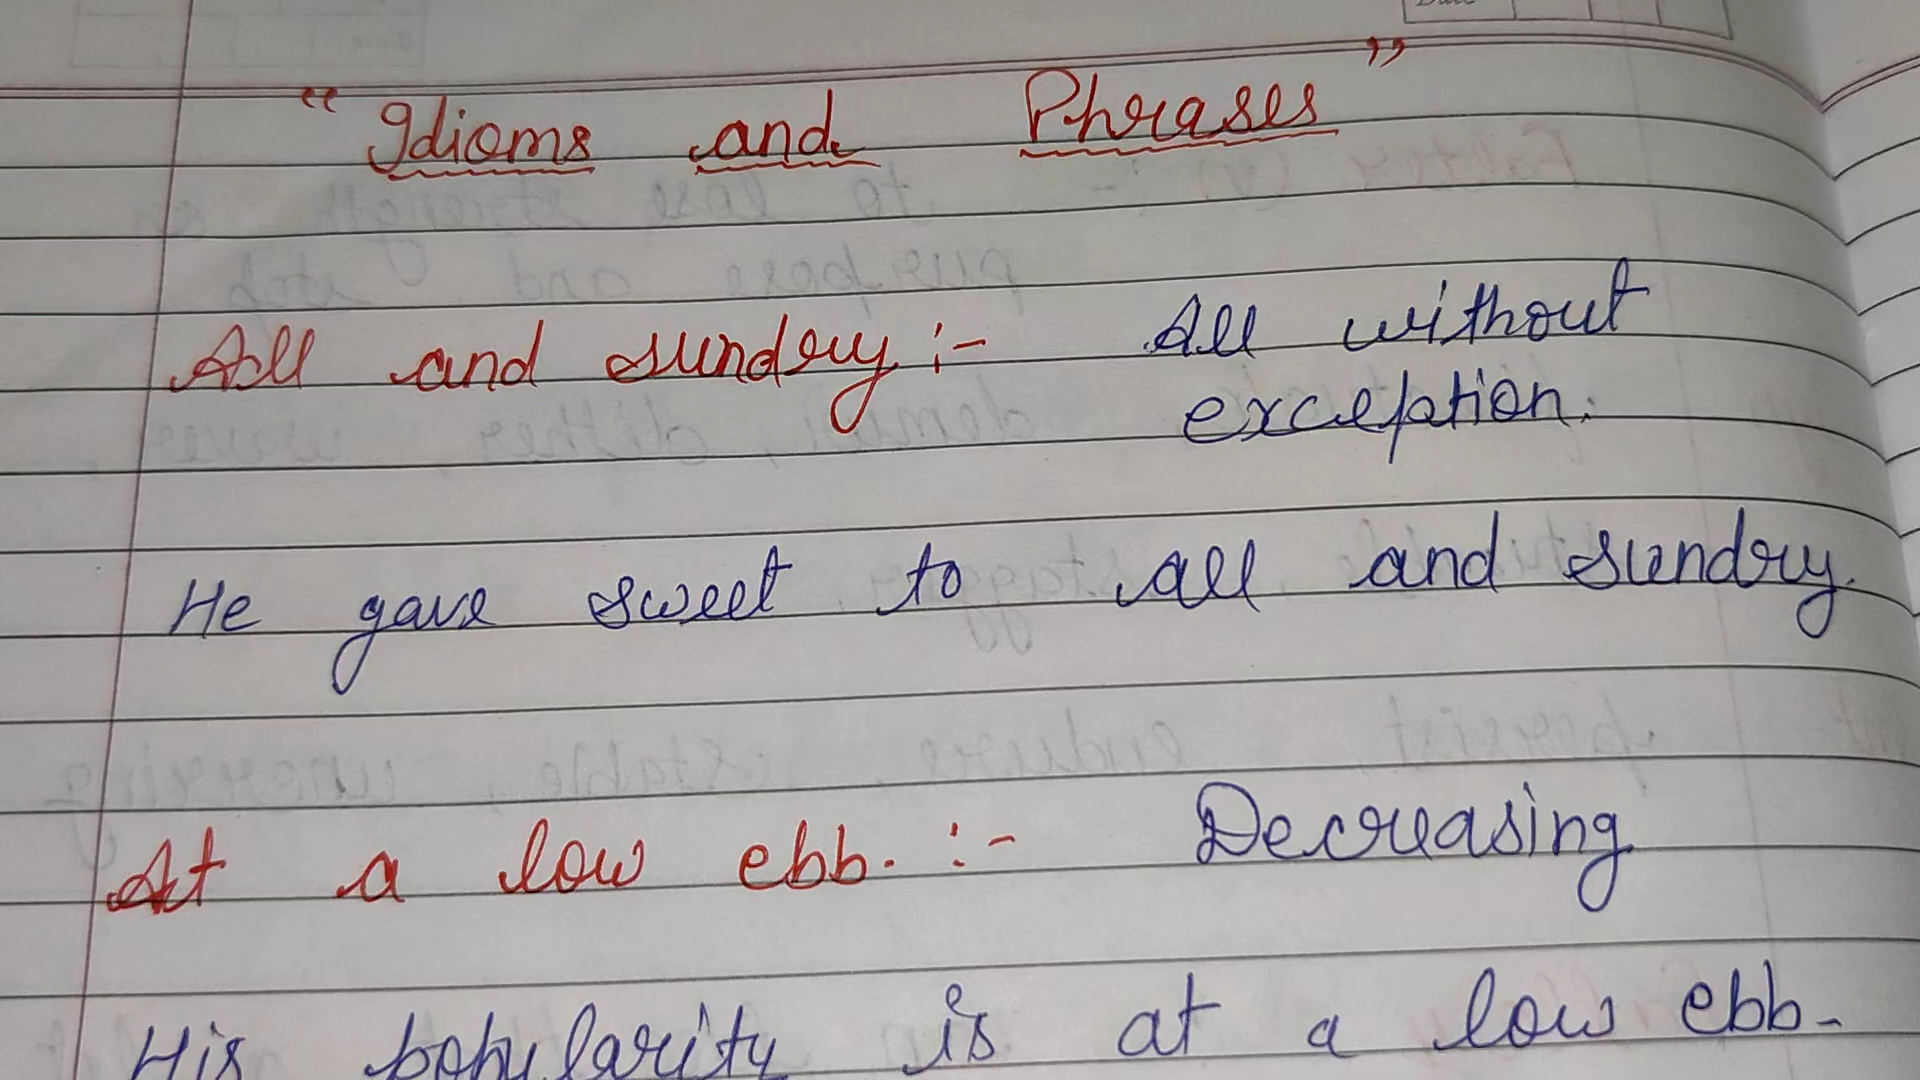 “Idioms and Phrases”
All and sundry :- All without
exception.
He gave sweet to all and sundry.
At a low ebb. :- Decreasing
His popularity is at a low ebb.